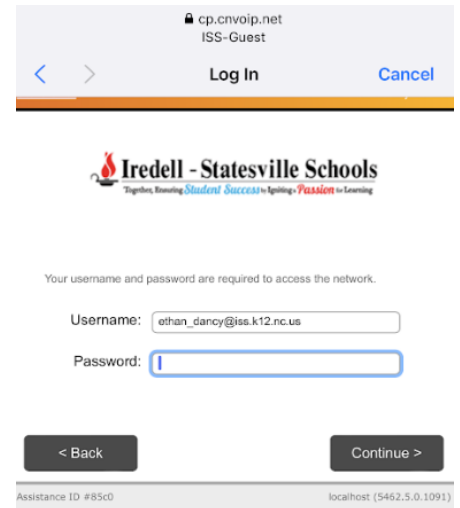 cp.cnvoip.net
ISS-Guest
< > Log In Cancel
Iredell - Statesville Schools
Together, Ensuring Student Success by Igniting a Passion for Learning
Your username and password are required to access the network.
Username: ethan_dancy@iss.k12.nc.us
Password:
< Back Continue >
Assistance ID #85c0 localhost (5462.5.0.1091)